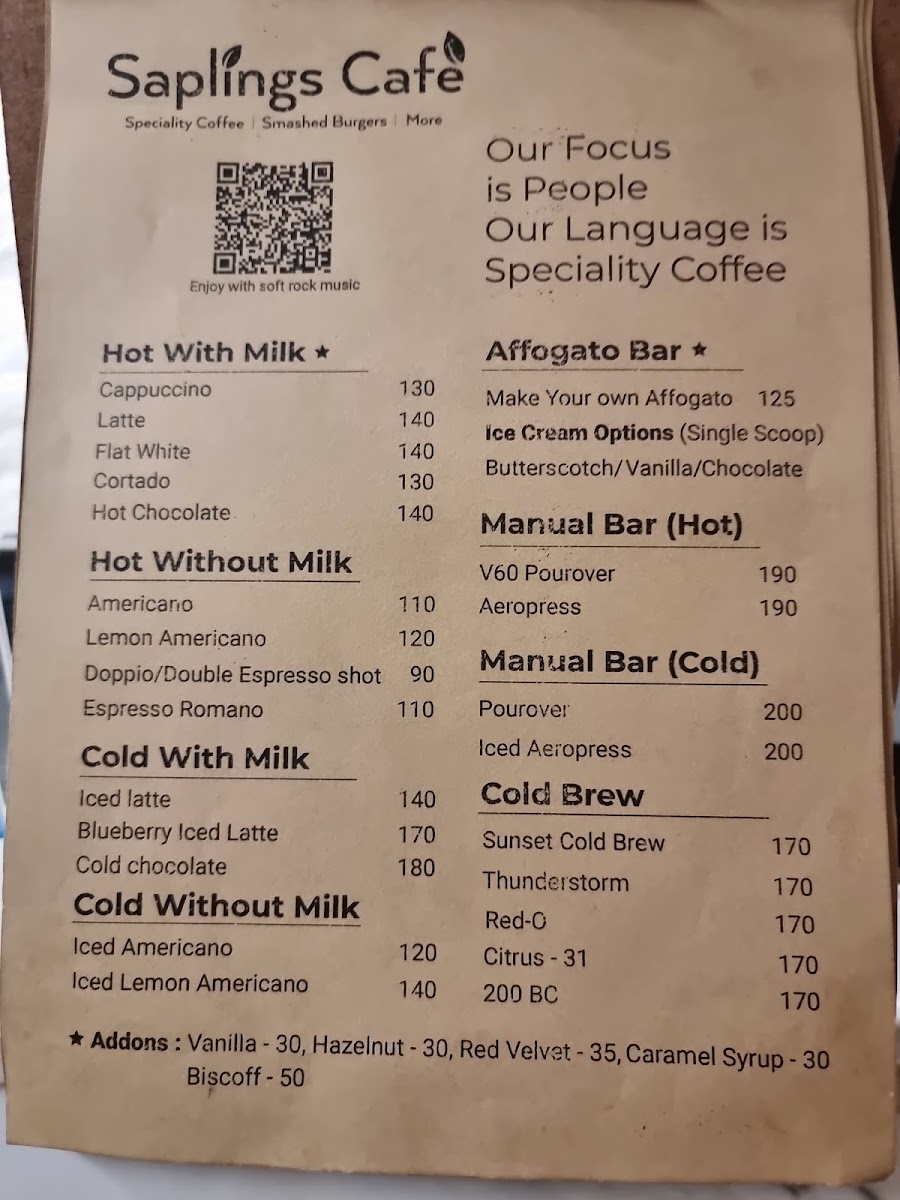 Saplings Cafè
Speciality Coffee | Smashed Burgers | More
Enjoy with soft rock music
Our Focus
is People
Our Language is
Speciality Coffee
Hot With Milk ★
Cappuccino 130
Latte 140
Flat White 140
Cortado 130
Hot Chocolate 140
Hot Without Milk
Americano 110
Lemon Americano 120
Doppio/Double Espresso shot 90
Espresso Romano 110
Cold With Milk
Iced latte 140
Blueberry Iced Latte 170
Cold chocolate 180
Cold Without Milk
Iced Americano 120
Iced Lemon Americano 140
Affogato Bar ★
Make Your own Affogato 125
Ice Cream Options (Single Scoop)
Butterscotch/Vanilla/Chocolate
Manual Bar (Hot)
V60 Pourover 190
Aeropress 190
Manual Bar (Cold)
Pourover 200
Iced Aeropress 200
Cold Brew
Sunset Cold Brew 170
Thunderstorm 170
Red-O 170
Citrus - 31 170
200 BC 170
★ Addons : Vanilla - 30, Hazelnut - 30, Red Velvet - 35, Caramel Syrup - 30
Biscoff - 50